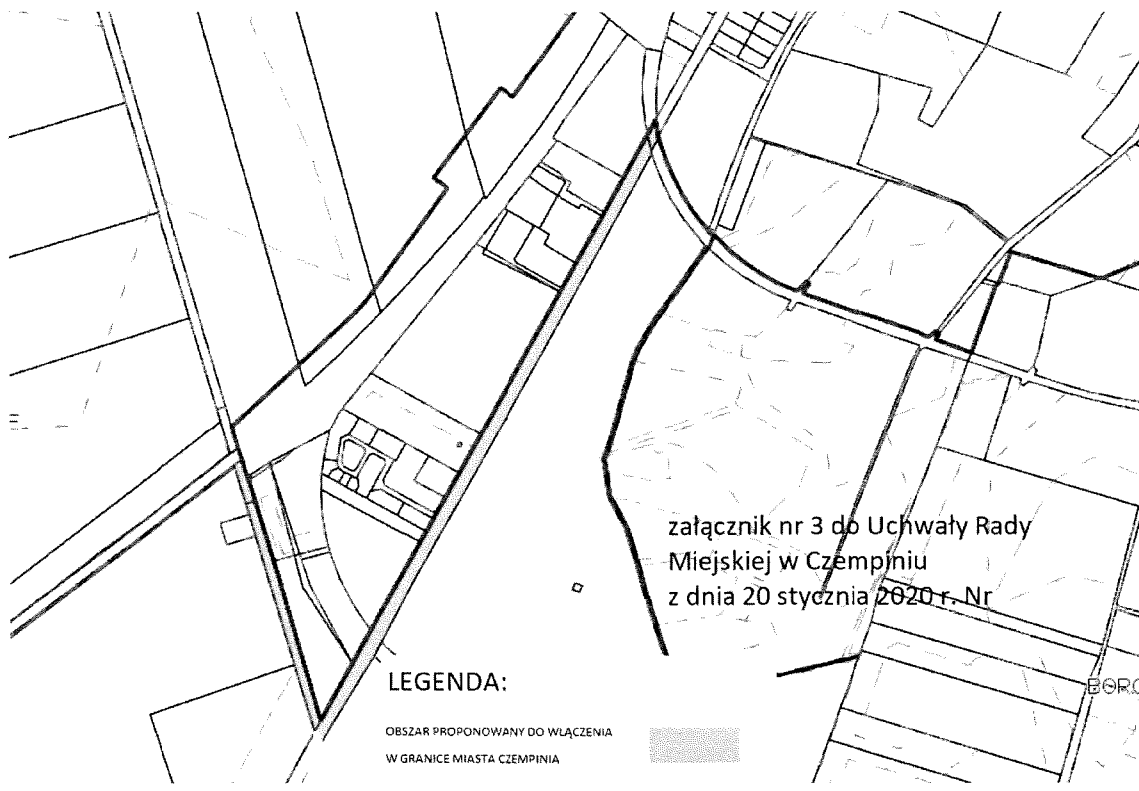 załącznik nr 3 do Uchwały Rady
Miejskiej w Czempiniu
z dnia 20 stycznia 2020 r. Nr
LEGENDA:
OBSZAR PROPONOWANY DO WŁĄCZENIA
W GRANICE MIASTA CZEMPINIA